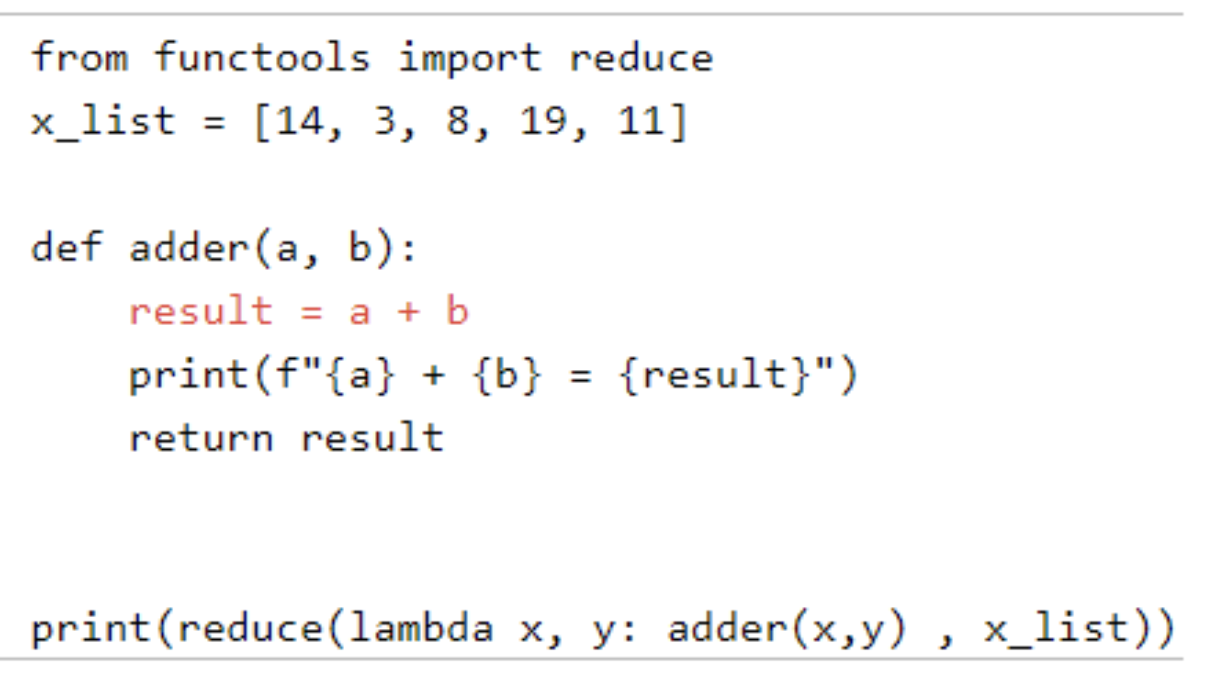 from functools import reduce
x_list = [14, 3, 8, 19, 11]
def adder(a, b):
    result = a + b
    print(f"{a} + {b} = {result}")
    return result
print(reduce(lambda x, y: adder(x,y) , x_list))